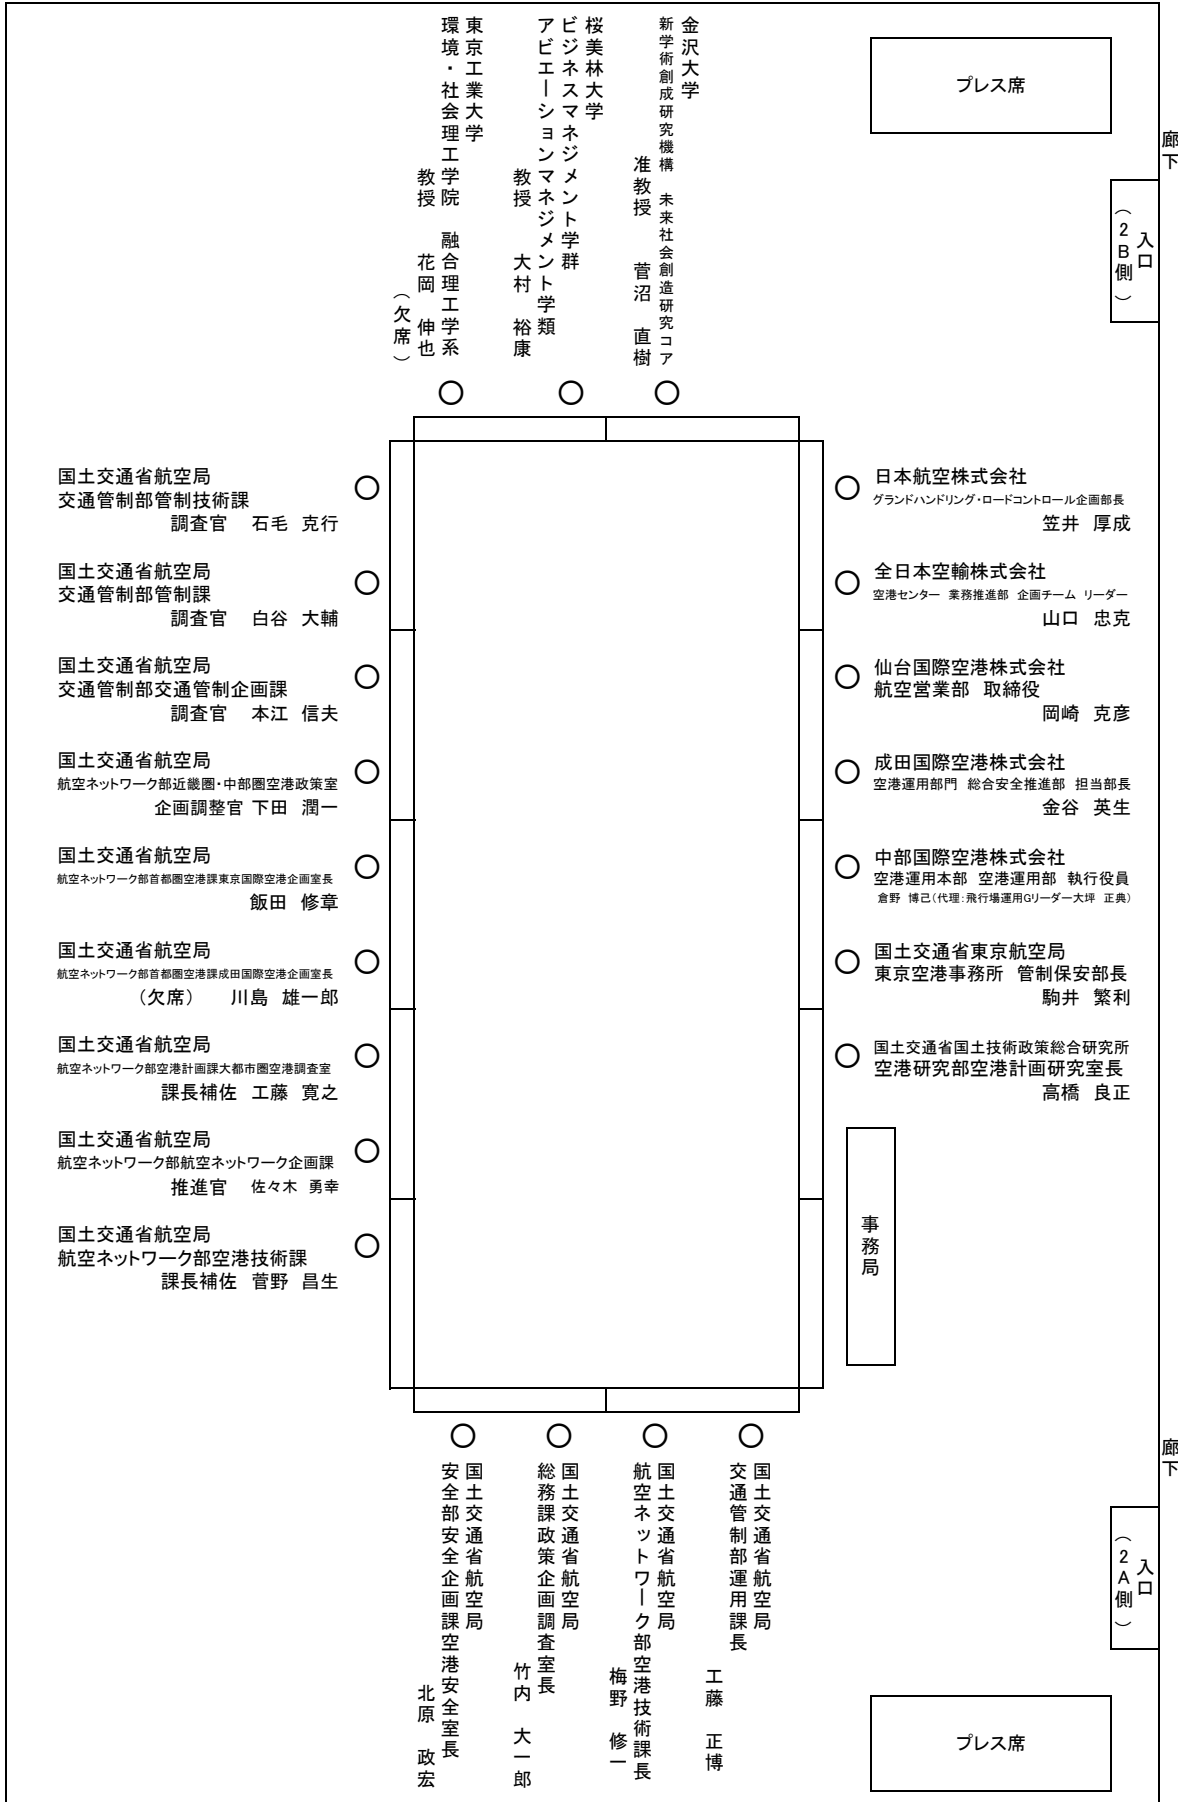 金沢大学
新学術創成研究機構　未来社会創造研究コア
准教授　菅沼　直樹
桜美林大学
ビジネスマネジメント学群
アビエーションマネジメント学類
教授　大村　裕康
東京工業大学
環境・社会理工学院　融合理工学系
教授　花岡　伸也
（欠席）
プレス席
廊下
入口
（２Ｂ側）
国土交通省航空局
交通管制部管制技術課
調査官　石毛　克行
国土交通省航空局
交通管制部管制課
調査官　白谷　大輔
国土交通省航空局
交通管制部交通管制企画課
調査官　本江　信夫
国土交通省航空局
航空ネットワーク部近畿圏・中部圏空港政策室
企画調整官 下田　潤一
国土交通省航空局
航空ネットワーク部首都圏空港課東京国際空港企画室長
飯田　修章
国土交通省航空局
航空ネットワーク部首都圏空港課成田国際空港企画室長
（欠席）　川島　雄一郎
国土交通省航空局
航空ネットワーク部空港計画課大都市圏空港調査室
課長補佐　工藤　寛之
国土交通省航空局
航空ネットワーク部航空ネットワーク企画課
推進官　佐々木　勇幸
国土交通省航空局
航空ネットワーク部空港技術課
課長補佐　菅野　昌生
日本航空株式会社
グランドハンドリング・ロードコントロール企画部長
笠井　厚成
全日本空輸株式会社
空港センター　業務推進部　企画チーム　リーダー
山口　忠克
仙台国際空港株式会社
航空営業部　取締役
岡崎　克彦
成田国際空港株式会社
空港運用部門　総合安全推進部　担当部長
金谷　英生
中部国際空港株式会社
空港運用本部　空港運用部　執行役員
倉野　博己（代理：飛行場運用Gリーダー大坪　正典）
国土交通省東京航空局
東京空港事務所　管制保安部長
駒井　繁利
国土交通省国土技術政策総合研究所
空港研究部空港計画研究室長
高橋　良正
事務局
国土交通省航空局
交通管制部運用課長
工藤　正博
国土交通省航空局
航空ネットワーク部空港技術課長
梅野　修一
国土交通省航空局
総務課政策企画調査室長
竹内　大一郎
国土交通省航空局
安全部安全企画課空港安全室長
北原　政宏
廊下
入口
（２Ａ側）
プレス席